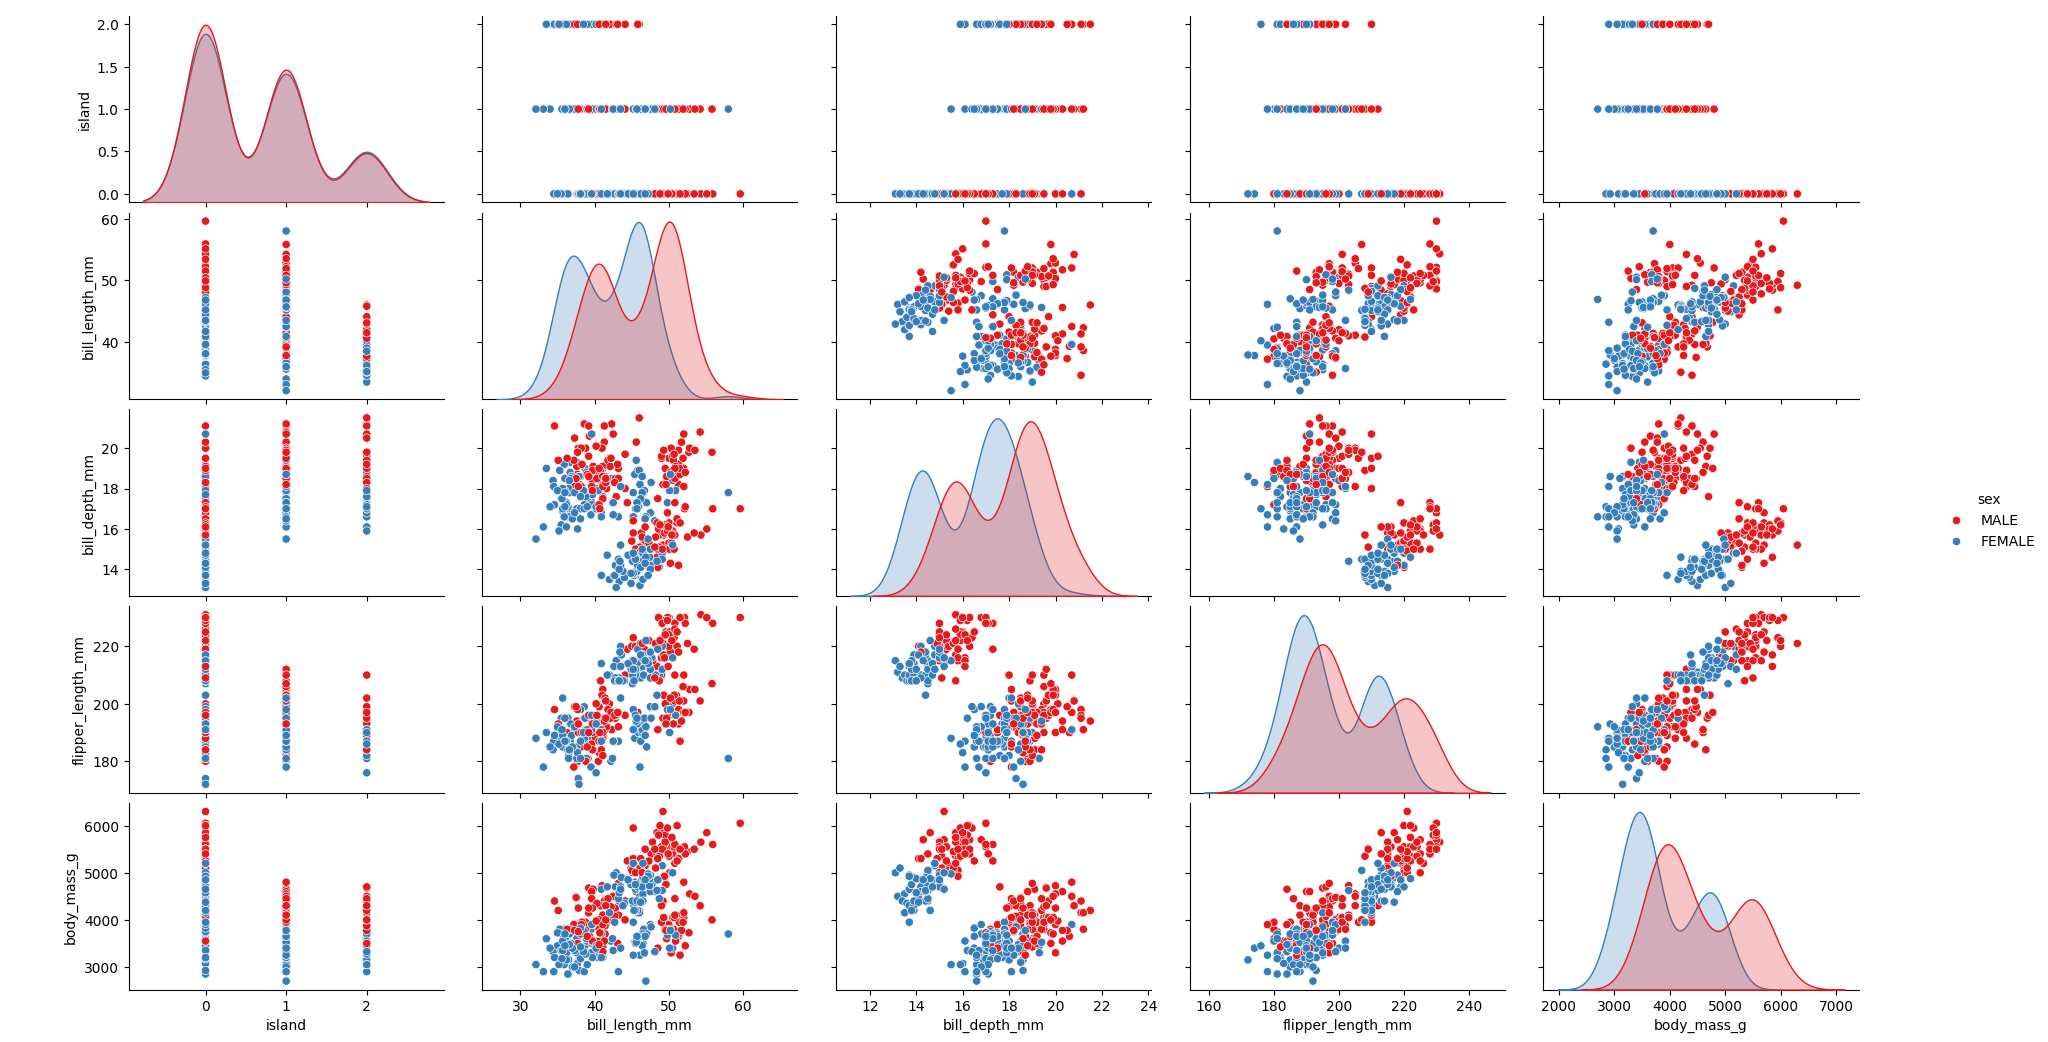 2.0
1.5
1.0
0.5
0.0
island
60
50
40
bill_length_mm
20
18
16
14
bill_depth_mm
sex
MALE
FEMALE
220
200
180
flipper_length_mm
6000
5000
4000
3000
body_mass_g
0 1 2
island
30 40 50 60
bill_length_mm
12 14 16 18 20 22 24
bill_depth_mm
160 180 200 220 240
flipper_length_mm
2000 3000 4000 5000 6000 7000
body_mass_g